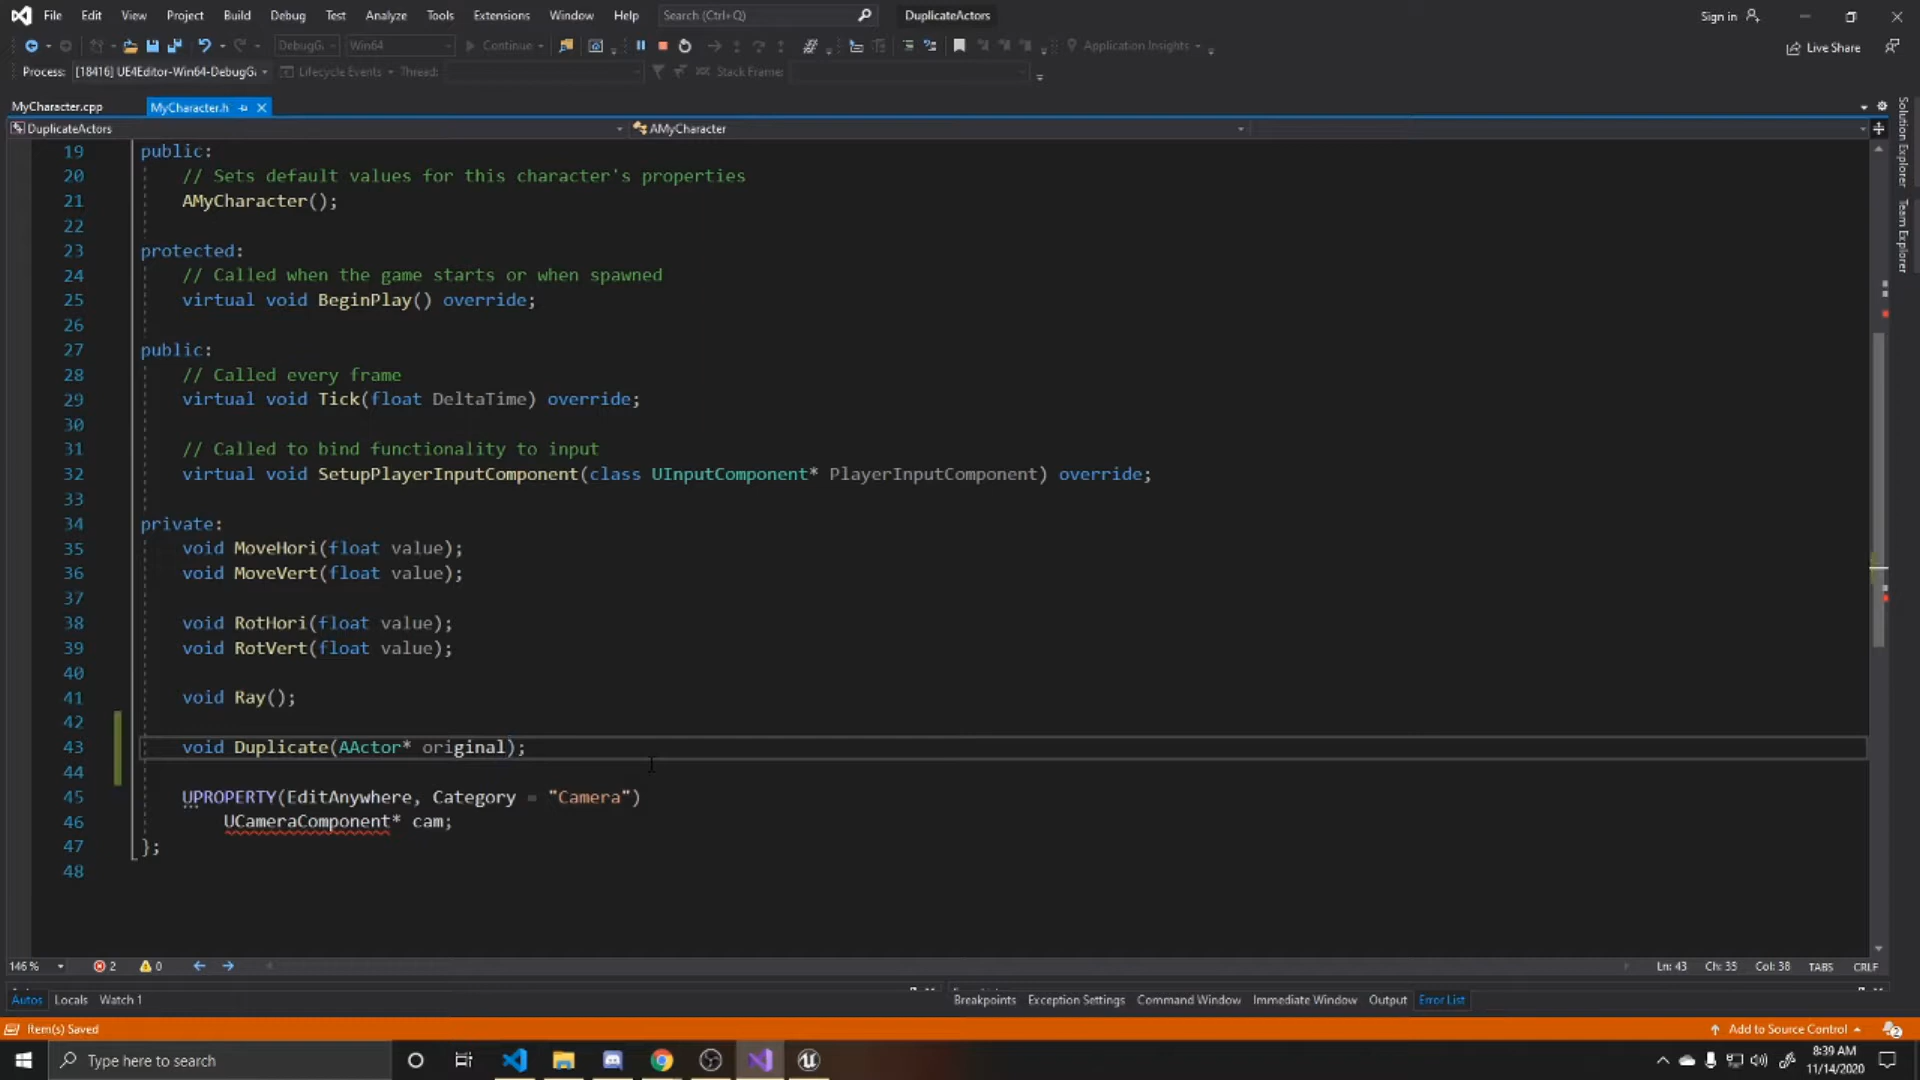 File Edit View Project Build Debug Test Analyze Tools Extensions Window Help Search (Ctrl+Q) DuplicateActors Sign in
Win64 Continue Application Insights Live Share
Process: [18416] UE4Editor-Win64-DebugG Lifecycle Events Thread: Stack Frame:
MyCharacter.cpp MyCharacter.h
DuplicateActors AMyCharacter
Solution Explorer
Team Explorer
19 public:
20 // Sets default values for this character's properties
21 AMyCharacter();
22
23 protected:
24 // Called when the game starts or when spawned
25 virtual void BeginPlay() override;
26
27 public:
28 // Called every frame
29 virtual void Tick(float DeltaTime) override;
30
31 // Called to bind functionality to input
32 virtual void SetupPlayerInputComponent(class UInputComponent* PlayerInputComponent) override;
33
34 private:
35 void MoveHori(float value);
36 void MoveVert(float value);
37
38 void RotHori(float value);
39 void RotVert(float value);
40
41 void Ray();
42
43 void Duplicate(AActor* original);
44
45 UPROPERTY(EditAnywhere, Category = "Camera")
46 UCameraComponent* cam;
47 };
48
146 % 2 0 Ln: 43 Ch: 35 Col: 38 TABS CRLF
Autos Locals Watch 1 Breakpoints Exception Settings Command Window Immediate Window Output Error List
Item(s) Saved Add to Source Control 2
Type here to search 8:39 AM
11/14/2020